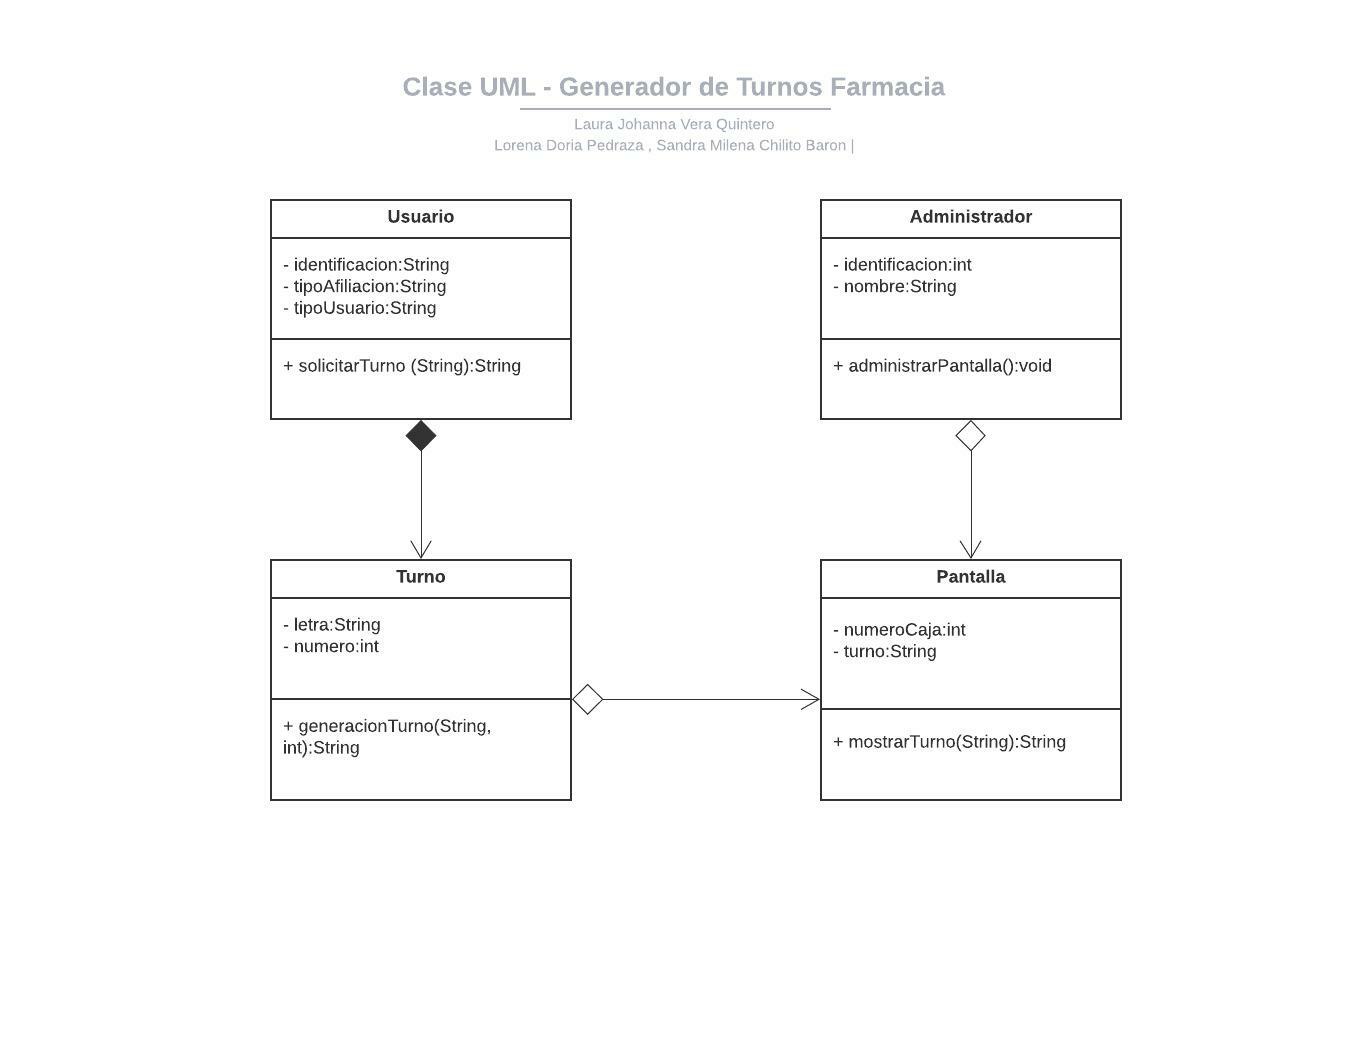 Clase UML - Generador de Turnos Farmacia
Laura Johanna Vera Quintero
Lorena Doria Pedraza , Sandra Milena Chilito Baron |
Usuario
- identificacion:String
- tipoAfiliacion:String
- tipoUsuario:String
+ solicitarTurno (String):String
Administrador
- identificacion:int
- nombre:String
+ administrarPantalla():void
Turno
- letra:String
- numero:int
+ generacionTurno(String,
int):String
Pantalla
- numeroCaja:int
- turno:String
+ mostrarTurno(String):String